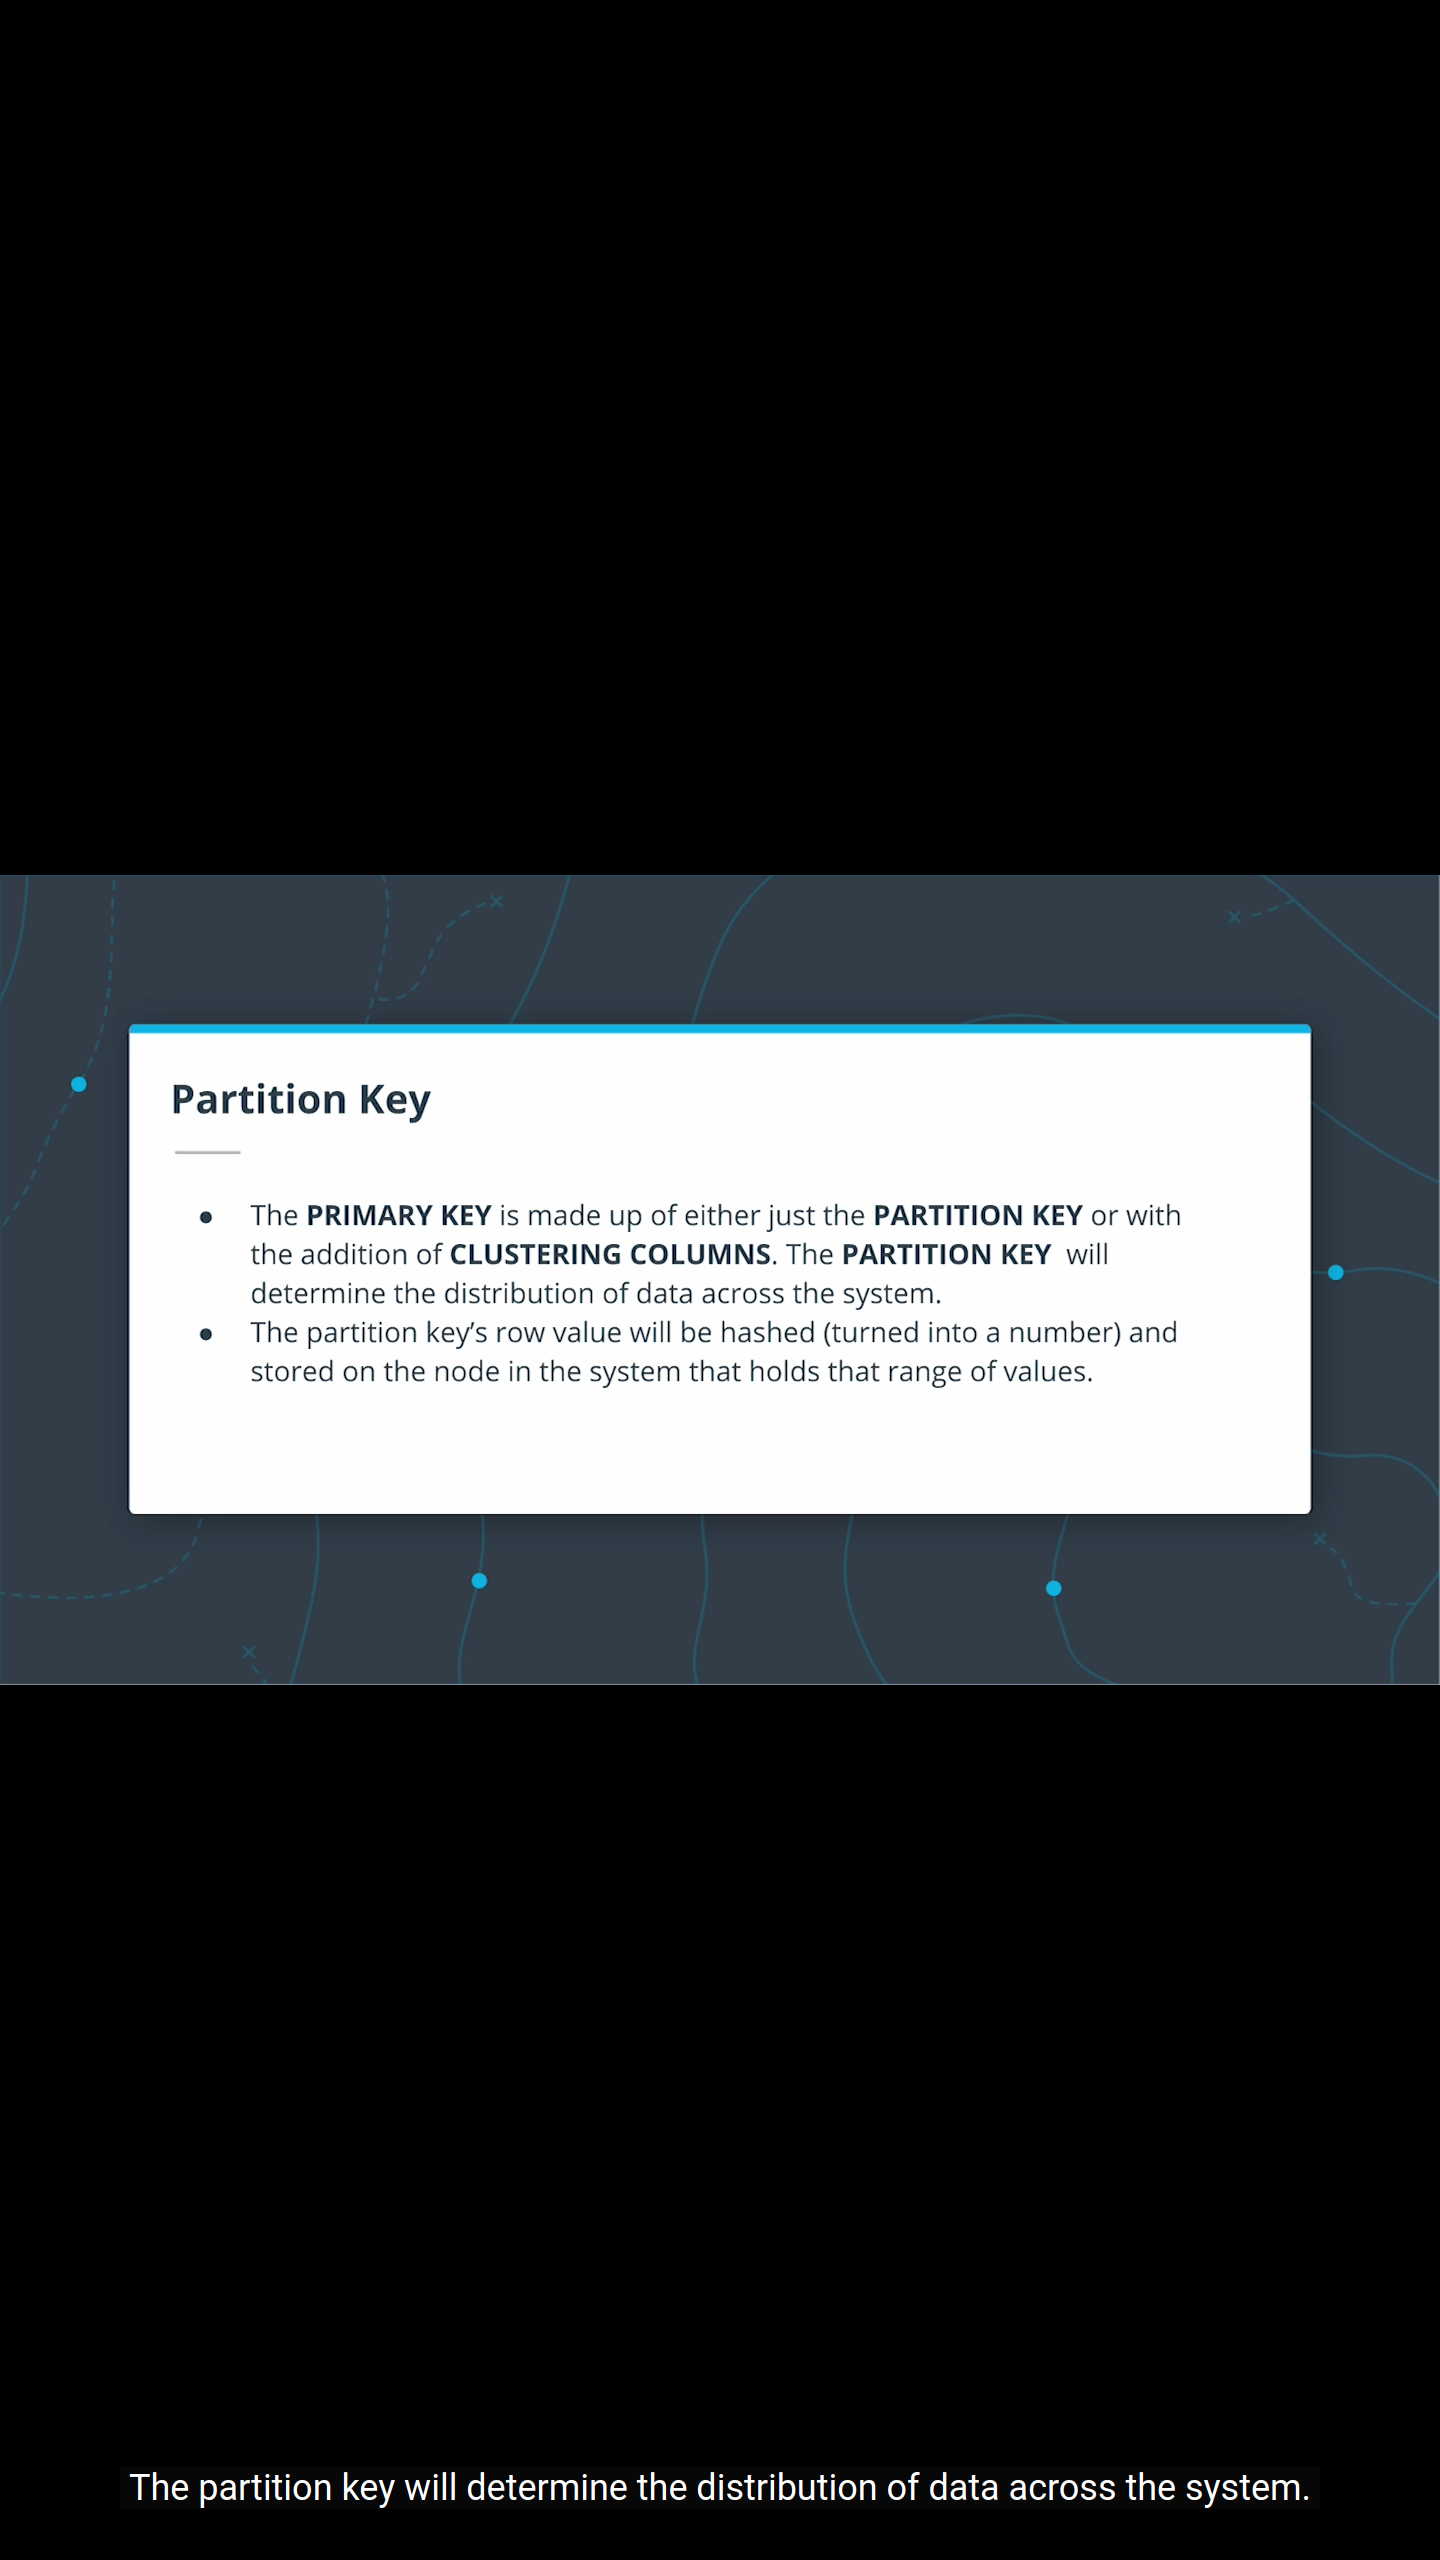 Partition Key
● The PRIMARY KEY is made up of either just the PARTITION KEY or with
the addition of CLUSTERING COLUMNS. The PARTITION KEY  will
determine the distribution of data across the system.
● The partition key’s row value will be hashed (turned into a number) and
stored on the node in the system that holds that range of values.
The partition key will determine the distribution of data across the system.